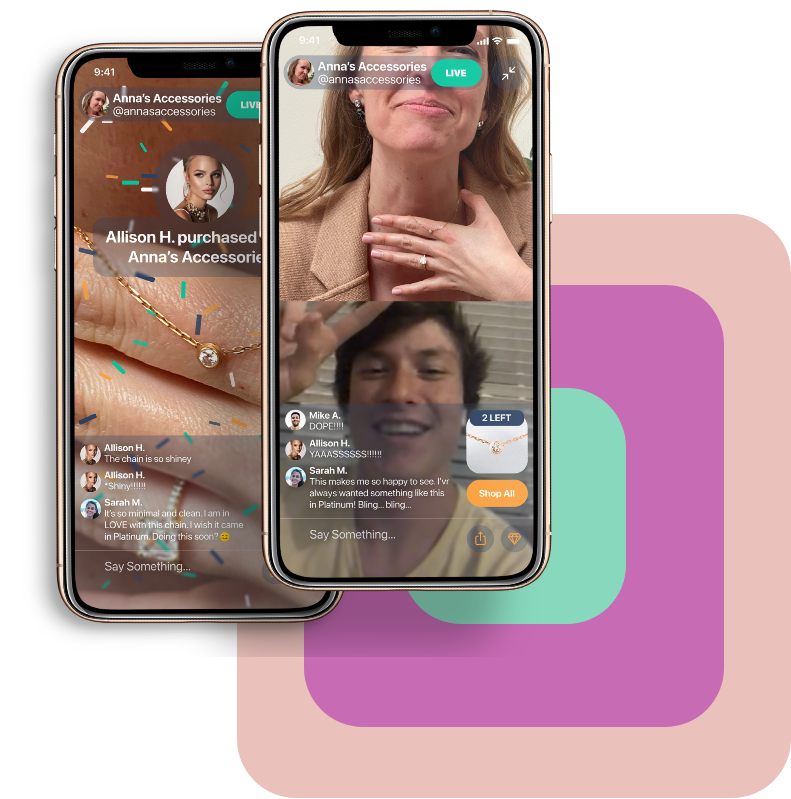 9:41
Anna's Accessories
@annasaccessories
LIVE
Allison H. purchased
Anna's Accessorie
Allison H.
The chain is so shiney
Allison H.
*Shiny!!!!!!
Sarah M.
It's so minimal and clean. I am in
LOVE with this chain. I wish it came
in Platinum. Doing this soon? 😊
Say Something...
9:41
Anna's Accessories
@annasaccessories
LIVE
Mike A.
DOPE!!!!
Allison H.
YAAASSSSSS!!!!!!
Sarah M.
This makes me so happy to see. I'vr
always wanted something like this
in Platinum! Bling... bling...
2 LEFT
Shop All
Say Something...